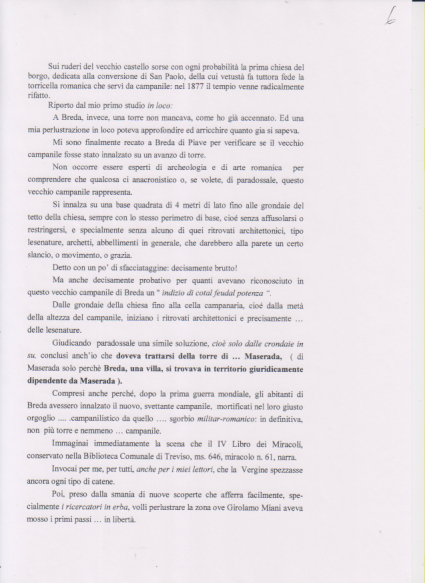 6
Sui ruderi del vecchio castello sorse con ogni probabilità la prima chiesa del
borgo, dedicata alla conversione di San Paolo, della cui vetustà fa tuttora fede la
torricella romanica che servì da campanile: nel 1877 il tempio venne radicalmente
rifatto.
Riporto dal mio primo studio in loco:
A Breda, invece, una torre non mancava, come ho già accennato. Ed una
mia perlustrazione in loco poteva approfondire ed arricchire quanto gia si sapeva.
Mi sono finalmente recato a Breda di Piave per verificare se il vecchio
campanile fosse stato innalzato su un avanzo di torre.
Non occorre essere esperti di archeologia e di arte romanica per
comprendere che qualcosa ci anacronistico o, se volete, di paradossale, questo
vecchio campanile rappresenta.
Si innalza su una base quadrata di 4 metri di lato fino alle grondaie del
tetto della chiesa, sempre con lo stesso perimetro di base, cioé senza affusolarsi o
restringersi, e specialmente senza alcuno di quei ritrovati architettonici, tipo
lesenature, archetti, abbellimenti in generale, che darebbero alla parete un certo
slancio, o movimento, o grazia.
Detto con un po' di sfacciataggine: decisamente brutto!
Ma anche decisamente probativo per quanti avevano riconosciuto in
questo vecchio campanile di Breda un " indizio di cotal feudal potenza ".
Dalle grondaie della chiesa fino alla cella campanaria, cioé dalla metà
della altezza del campanile, iniziano i ritrovati architettonici e precisamente ...
delle lesenature.
Giudicando paradossale una simile soluzione, cioè solo dalle crondaie in
su, conclusi anch'io che doveva trattarsi della torre di ... Maserada, ( di
Maserada solo perchè Breda, una villa, si trovava in territorio giuridicamente
dipendente da Maserada ).
Compresi anche perché, dopo la prima guerra mondiale, gli abitanti di
Breda avessero innalzato il nuovo, svettante campanile, mortificati nel loro giusto
orgoglio .... .campanilistico da quello .... sgorbio militar-romanico: in definitiva,
non più torre e nemmeno ... campanile.
Immaginai immediatamente la scena che il IV Libro dei Miracoli,
conservato nella Biblioteca Comunale di Treviso, ms. 646, miracolo n. 61, narra.
Invocai per me, per tutti, anche per i miei lettori, che la Vergine spezzasse
ancora ogni tipo di catene.
Poi, preso dalla smania di nuove scoperte che afferra facilmente, spe-
cialmente i ricercatori in erba, volli perlustrare la zona ove Girolamo Miani aveva
mosso i primi passi ... in libertà.